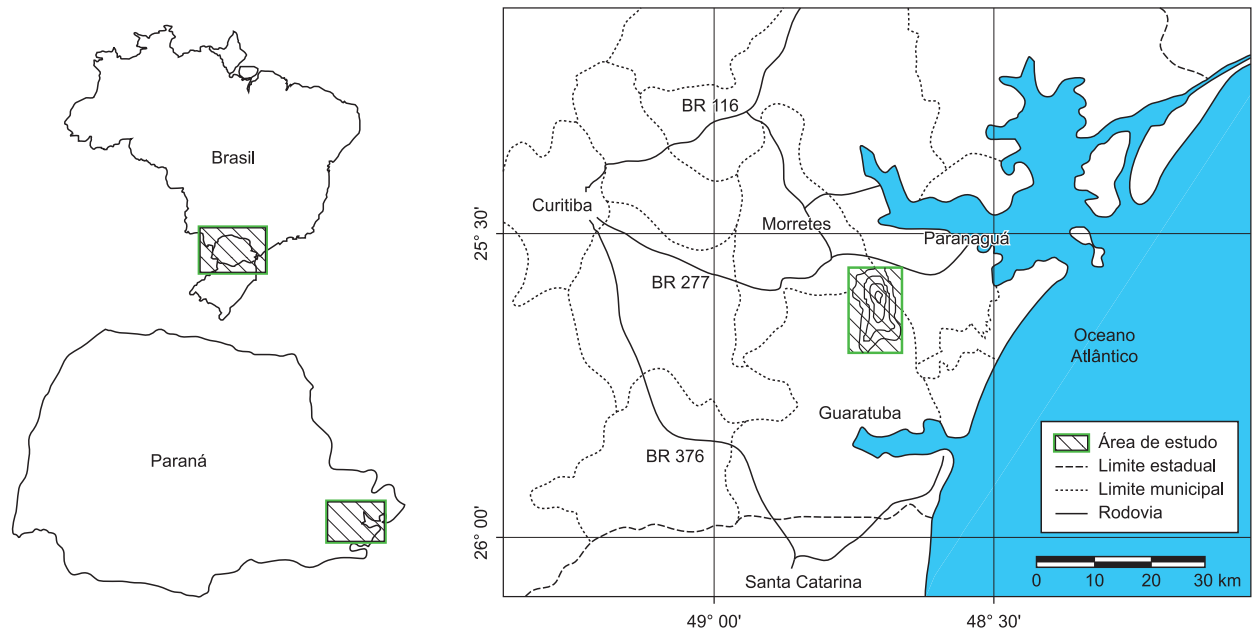 Brasil
Paraná
BR 116
Curitiba
Morretes
Paranaguá
BR 277
Oceano
Atlântico
Guaratuba
BR 376
Santa Catarina
25° 30'
26° 00'
49° 00'
48° 30'
Área de estudo
Limite estadual
Limite municipal
Rodovia
0 10 20 30 km